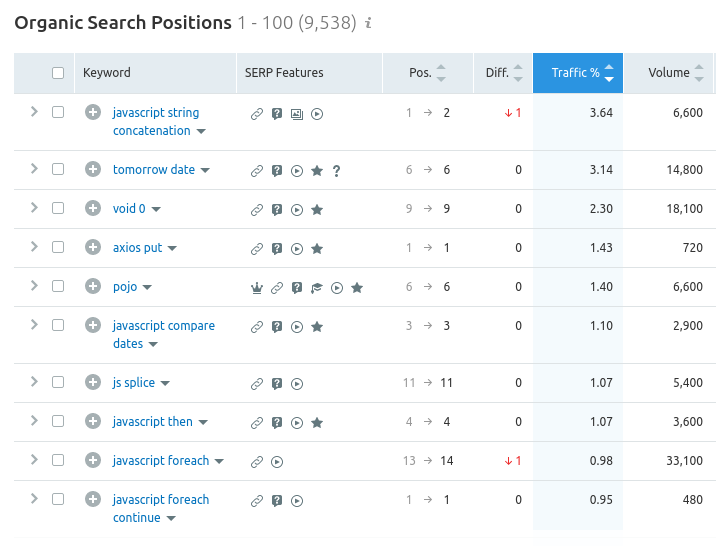 Organic Search Positions 1 - 100 (9,538) i
Keyword SERP Features Pos. Diff. Traffic % Volume
javascript string concatenation 1 → 2 ↓ 1 3.64 6,600
tomorrow date 6 → 6 0 3.14 14,800
void 0 9 → 9 0 2.30 18,100
axios put 1 → 1 0 1.43 720
pojo 6 → 6 0 1.40 6,600
javascript compare dates 3 → 3 0 1.10 2,900
js splice 11 → 11 0 1.07 5,400
javascript then 4 → 4 0 1.07 3,600
javascript foreach 13 → 14 ↓ 1 0.98 33,100
javascript foreach continue 1 → 1 0 0.95 480